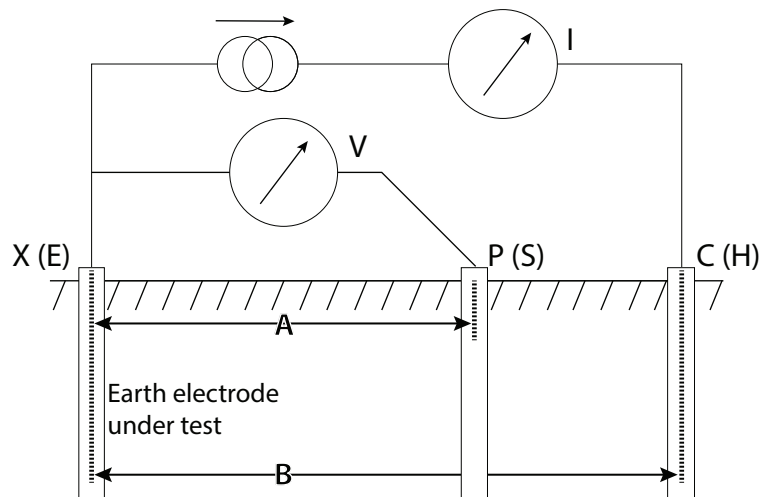 I
V
X (E)
P (S)
C (H)
A
Earth electrode
under test
B